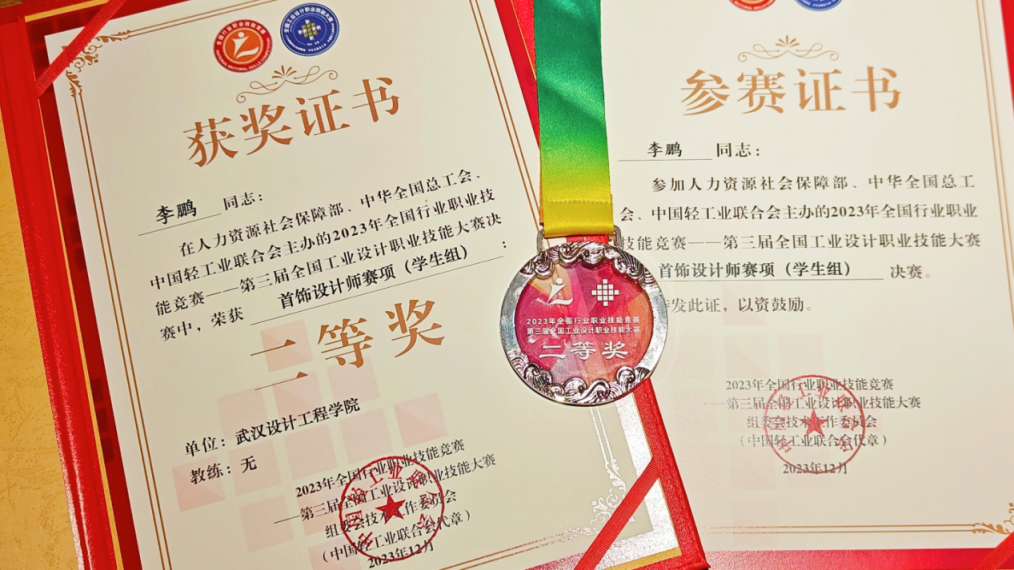 获奖证书
李鹏 同志：
在人力资源社会保障部、中华全国总工会、
中国轻工业联合会主办的2023年全国行业职业技
能竞赛——第三届全国工业设计职业技能大赛决
赛中，荣获 首饰设计师赛项（学生组）：
二等奖
单位：武汉设计工程学院
教练：无
2023年全国行业职业技能竞赛
——第三届全国工业设计职业技能大赛
组委会技术工作委员会
（中国轻工业联合会代章）
2023年12月
2023年全国行业职业技能竞赛
第三届全国工业设计职业技能大赛
二等奖
参赛证书
李鹏 同志：
参加人力资源社会保障部、中华全国总工
会、中国轻工业联合会主办的2023年全国行业职业
技能竞赛——第三届全国工业设计职业技能大赛
首饰设计师赛项（学生组） 决赛。
发此证，以资鼓励。
2023年全国行业职业技能竞赛
——第三届全国工业设计职业技能大赛
组委会技术工作委员会
（中国轻工业联合会代章）
2023年12月